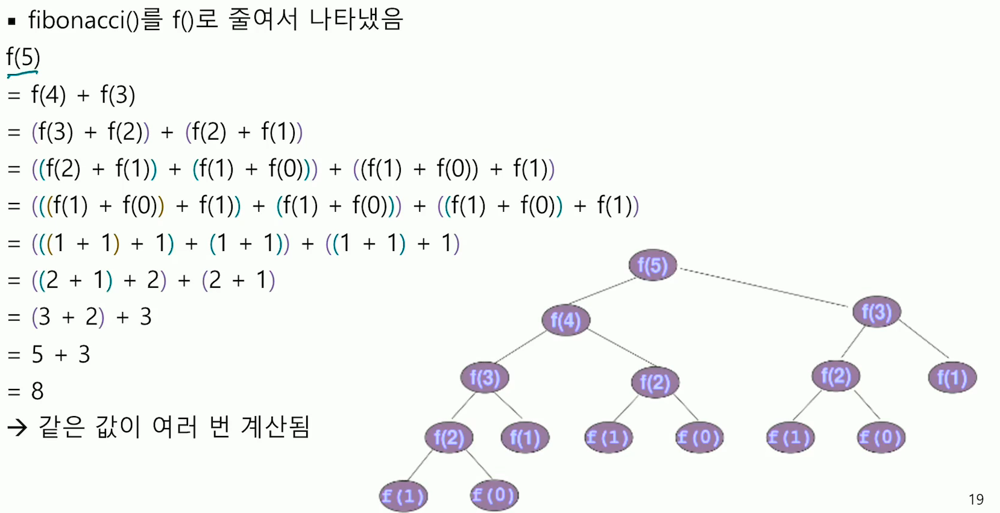 ▪ fibonacci()를 f()로 줄여서 나타냈음
f(5)
= f(4) + f(3)
= (f(3) + f(2)) + (f(2) + f(1))
= ((f(2) + f(1)) + (f(1) + f(0))) + ((f(1) + f(0)) + f(1))
= (((f(1) + f(0)) + f(1)) + (f(1) + f(0))) + ((f(1) + f(0)) + f(1))
= (((1 + 1) + 1) + (1 + 1)) + ((1 + 1) + 1)
= ((2 + 1) + 2) + (2 + 1)
= (3 + 2) + 3
= 5 + 3
= 8
→ 같은 값이 여러 번 계산됨
f(5)
f(4) f(3)
f(3) f(2) f(2) f(1)
f(2) f(1) f(1) f(0) f(1) f(0)
f(1) f(0)
19